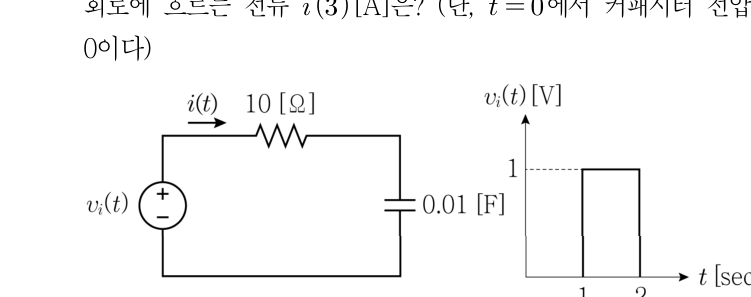 회로에 흐르는 전류 i(3)[A]은? (단, t=0에서 커패시터 전압
0이다)
i(t) 10 [Ω]
v_i(t) [V]
1
v_i(t)
+
−
0.01 [F]
t [sec
1 2